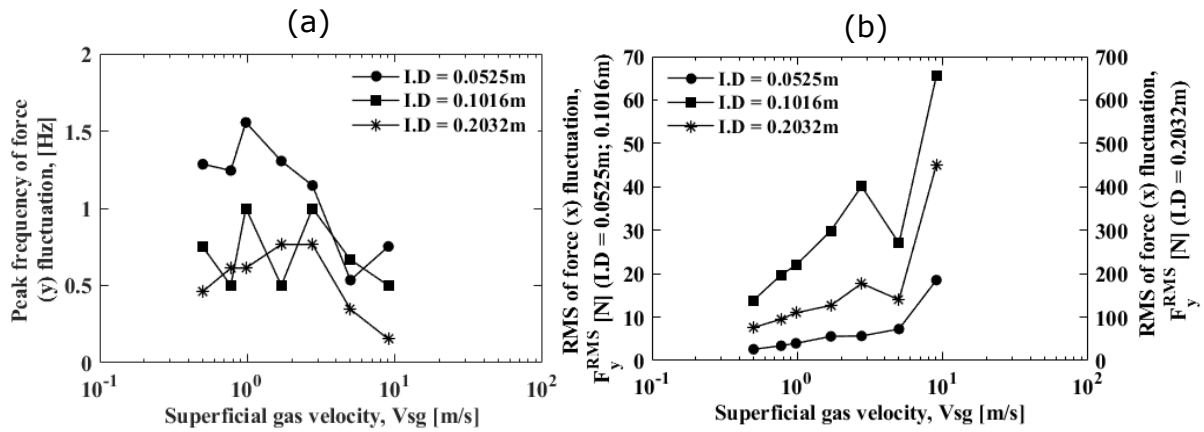 (a)
2
1.5
1
0.5
0
Peak frequency of force
(y) fluctuation, [Hz]
I.D = 0.0525m
I.D = 0.1016m
I.D = 0.2032m
10^-1 10^0 10^1 10^2
Superficial gas velocity, Vsg [m/s]
(b)
70
60
50
40
30
20
10
0
RMS of force (x) fluctuation,
F_y^RMS [N] (I.D = 0.0525m; 0.1016m)
I.D = 0.0525m
I.D = 0.1016m
I.D = 0.2032m
700
600
500
400
300
200
100
0
RMS of force (x) fluctuation,
F_y^RMS [N] (I.D = 0.2032m)
10^-1 10^0 10^1 10^2
Superficial gas velocity, Vsg [m/s]